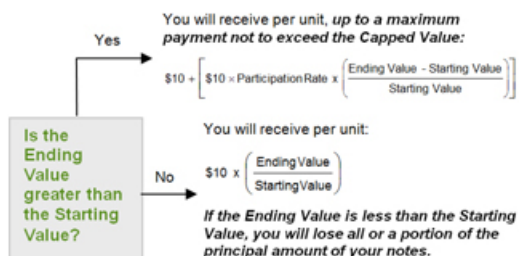 You will receive per unit, up to a maximum
payment not to exceed the Capped Value:
Yes
$10 + [ $10 × Participation Rate x ( Ending Value - Starting Value / Starting Value ) ]
Is the
Ending
Value
greater than
the Starting
Value?
No
You will receive per unit:
$10 x ( Ending Value / Starting Value )
If the Ending Value is less than the Starting
Value, you will lose all or a portion of the
principal amount of your notes.